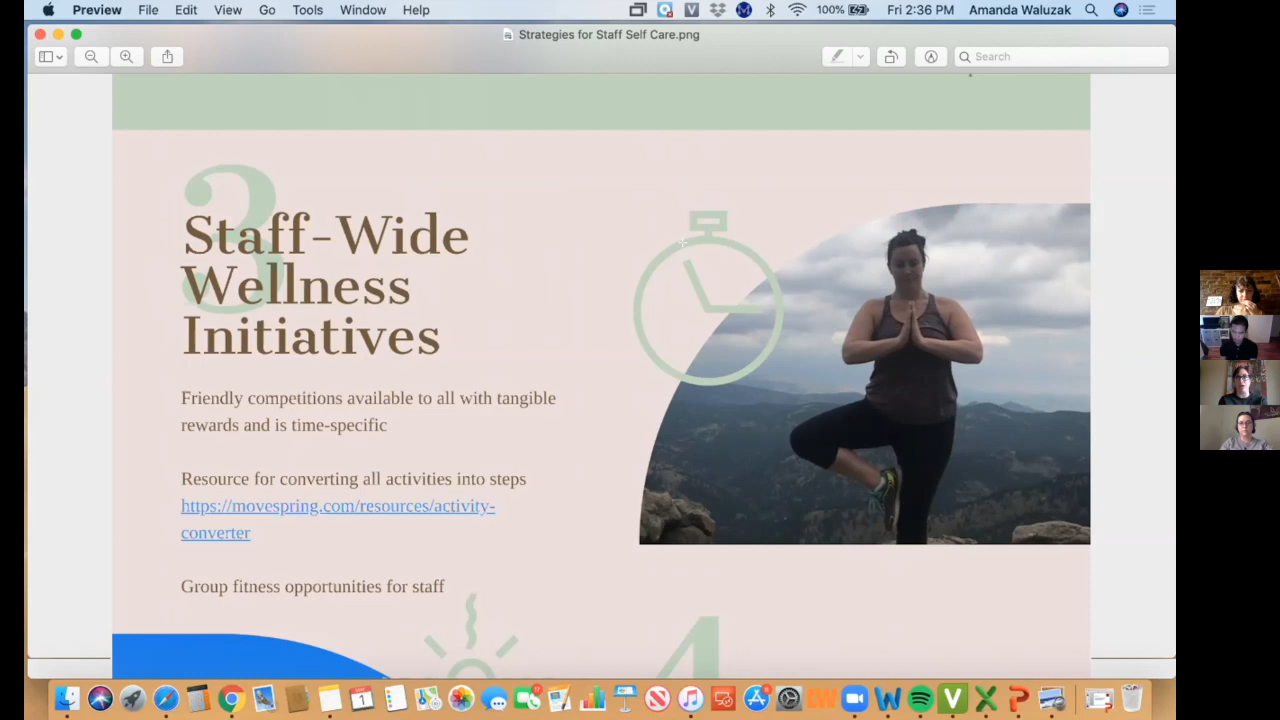 Preview File Edit View Go Tools Window Help 100% Fri 2:36 PM Amanda Waluzak
Strategies for Staff Self Care.png
Search
3
Staff-Wide
Wellness
Initiatives
Friendly competitions available to all with tangible
rewards and is time-specific
Resource for converting all activities into steps
https://movespring.com/resources/activity-
converter
Group fitness opportunities for staff
4